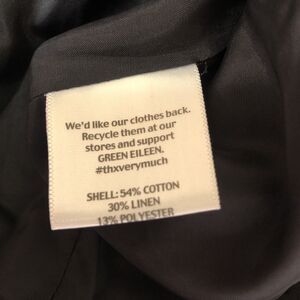 We'd like our clothes back.
Recycle them at our
stores and support
GREEN EILEEN.
#thxverymuch
SHELL: 54% COTTON
30% LINEN
13% POLYESTER